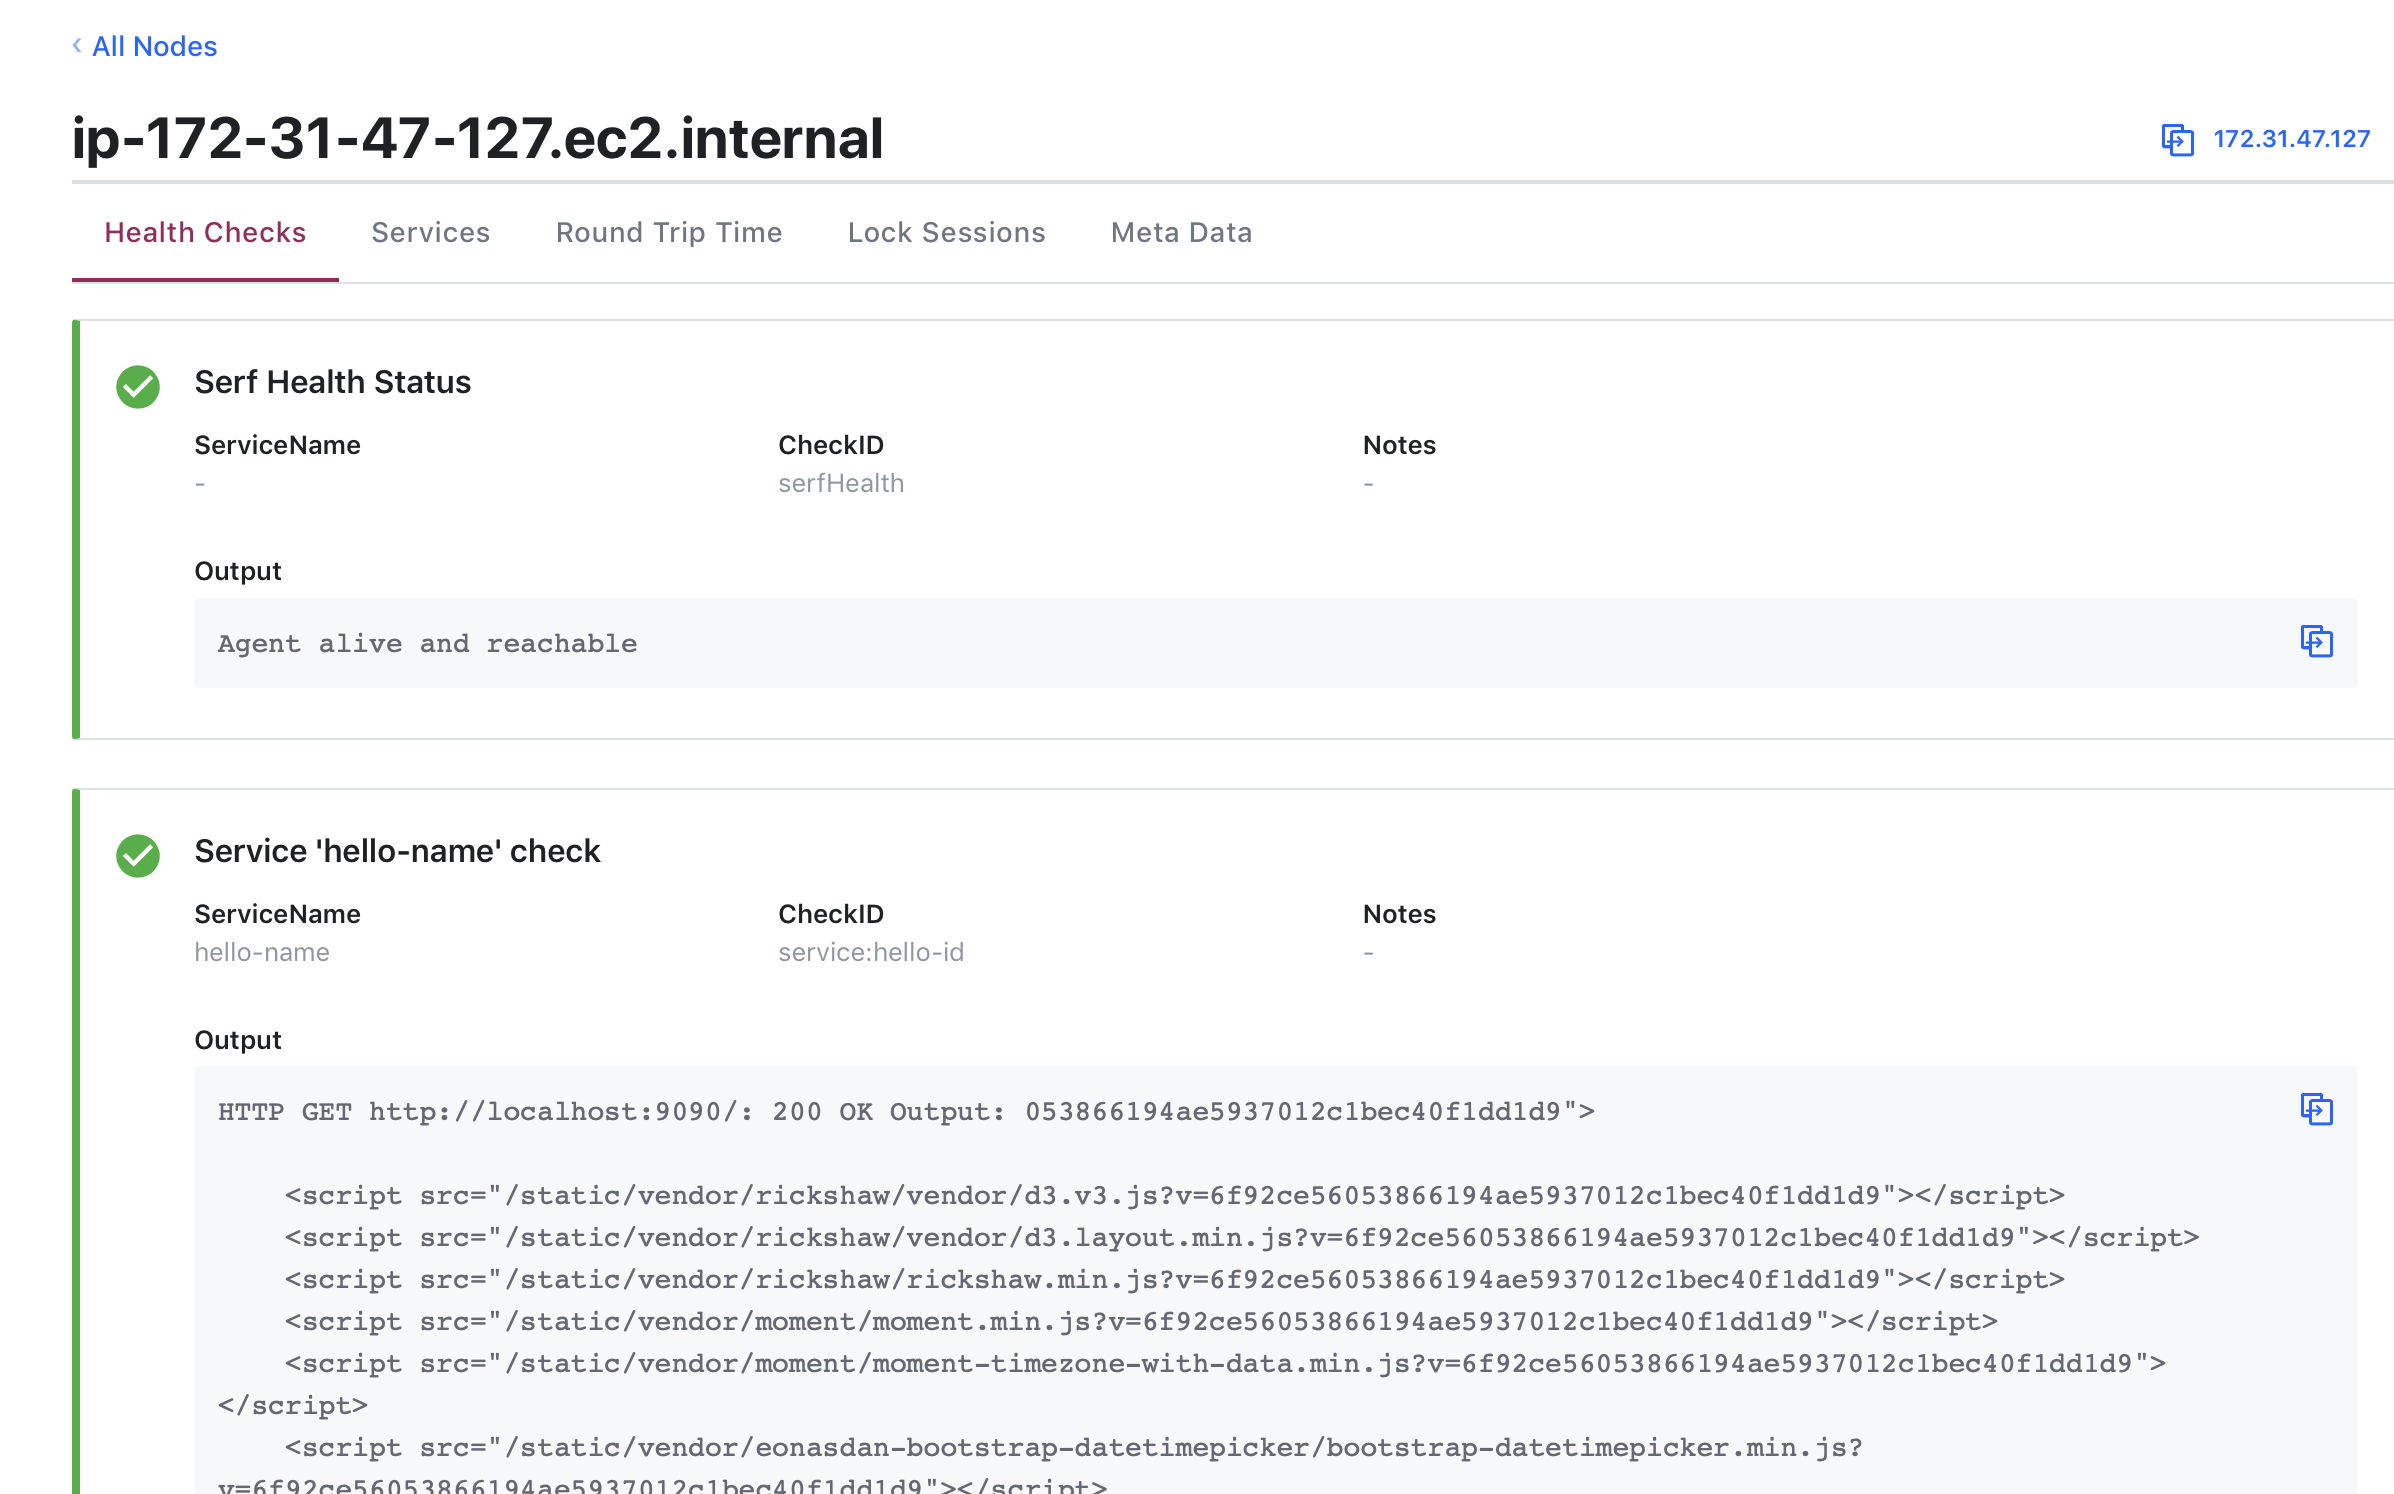 All Nodes
ip-172-31-47-127.ec2.internal
172.31.47.127
Health Checks Services Round Trip Time Lock Sessions Meta Data
Serf Health Status
ServiceName CheckID Notes
- serfHealth -
Output
Agent alive and reachable
Service 'hello-name' check
ServiceName CheckID Notes
hello-name service:hello-id -
Output
HTTP GET http://localhost:9090/: 200 OK Output: 053866194ae5937012c1bec40f1dd1d9">
<script src="/static/vendor/rickshaw/vendor/d3.v3.js?v=6f92ce56053866194ae5937012c1bec40f1dd1d9"></script>
<script src="/static/vendor/rickshaw/vendor/d3.layout.min.js?v=6f92ce56053866194ae5937012c1bec40f1dd1d9"></script>
<script src="/static/vendor/rickshaw/rickshaw.min.js?v=6f92ce56053866194ae5937012c1bec40f1dd1d9"></script>
<script src="/static/vendor/moment/moment.min.js?v=6f92ce56053866194ae5937012c1bec40f1dd1d9"></script>
<script src="/static/vendor/moment/moment-timezone-with-data.min.js?v=6f92ce56053866194ae5937012c1bec40f1dd1d9">
</script>
<script src="/static/vendor/eonasdan-bootstrap-datetimepicker/bootstrap-datetimepicker.min.js?
v=6f92ce56053866194ae5937012c1bec40f1dd1d9"></script>